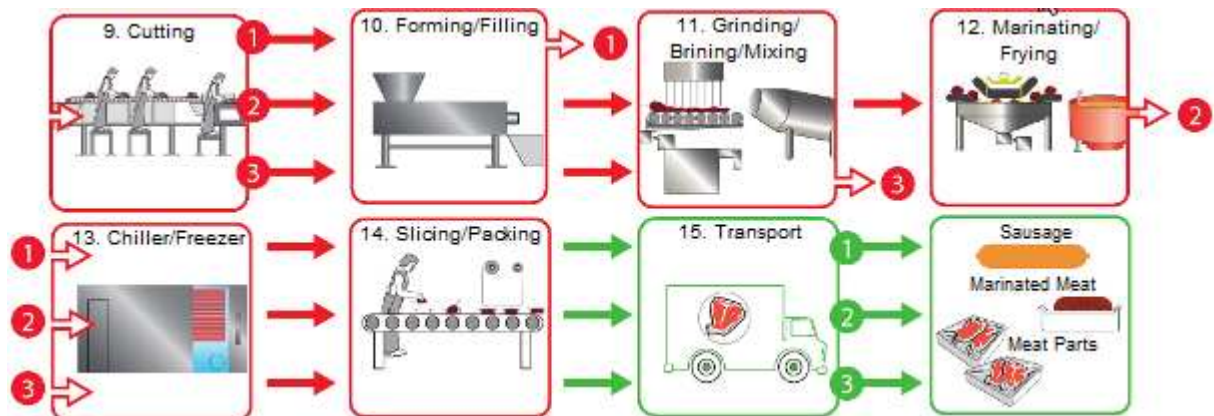 9. Cutting
1
2
3
10. Forming/Filling
1
11. Grinding/
Brining/Mixing
3
12. Marinating/
Frying
2
1
2
3
13. Chiller/Freezer
14. Slicing/Packing
15. Transport
1
2
3
Sausage
Marinated Meat
Meat Parts